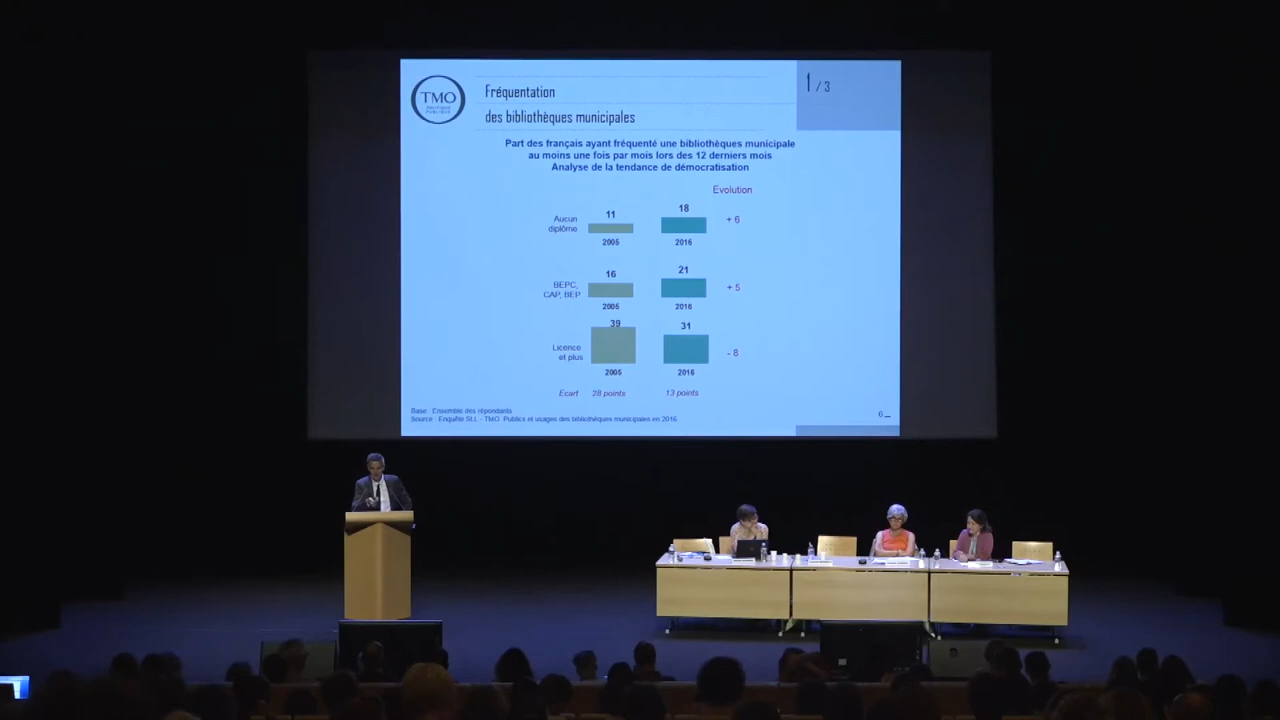 TMO
POLITIQUE
PUBLIQUE
Fréquentation
des bibliothèques municipales
1 / 3
Part des français ayant fréquenté une bibliothèque municipale
au moins une fois par mois lors des 12 derniers mois
Analyse de la tendance de démocratisation
Evolution
Aucun
diplôme
11
2005
18
2016
+ 6
BEPC,
CAP, BEP
16
2005
21
2016
+ 5
Licence
et plus
39
2005
31
2016
- 8
Ecart 28 points 13 points
Base : Ensemble des répondants
Source : Enquête SLL - TMO Publics et usages des bibliothèques municipales en 2016
6